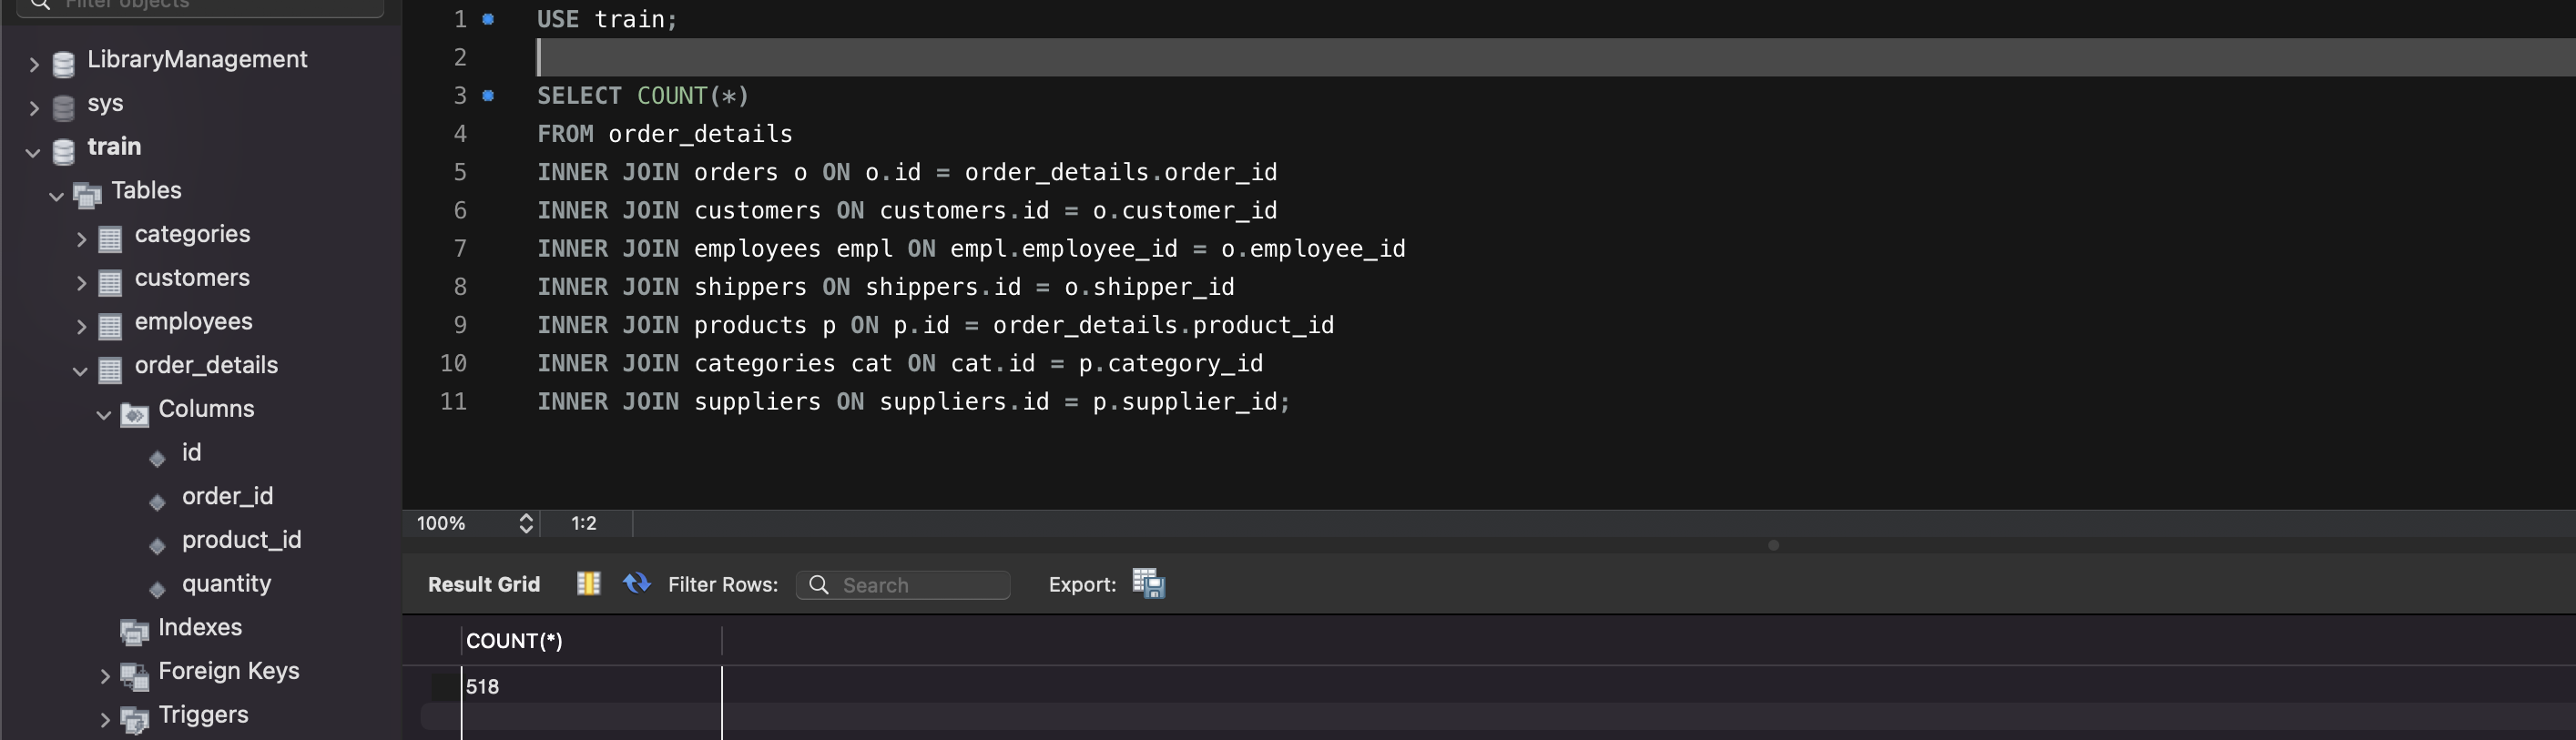 Filter objects
LibraryManagement
sys
train
Tables
categories
customers
employees
order_details
Columns
id
order_id
product_id
quantity
Indexes
Foreign Keys
Triggers
1 USE train;
2
3 SELECT COUNT(*)
4 FROM order_details
5 INNER JOIN orders o ON o.id = order_details.order_id
6 INNER JOIN customers ON customers.id = o.customer_id
7 INNER JOIN employees empl ON empl.employee_id = o.employee_id
8 INNER JOIN shippers ON shippers.id = o.shipper_id
9 INNER JOIN products p ON p.id = order_details.product_id
10 INNER JOIN categories cat ON cat.id = p.category_id
11 INNER JOIN suppliers ON suppliers.id = p.supplier_id;
100% 1:2
Result Grid Filter Rows: Search Export:
COUNT(*)
518